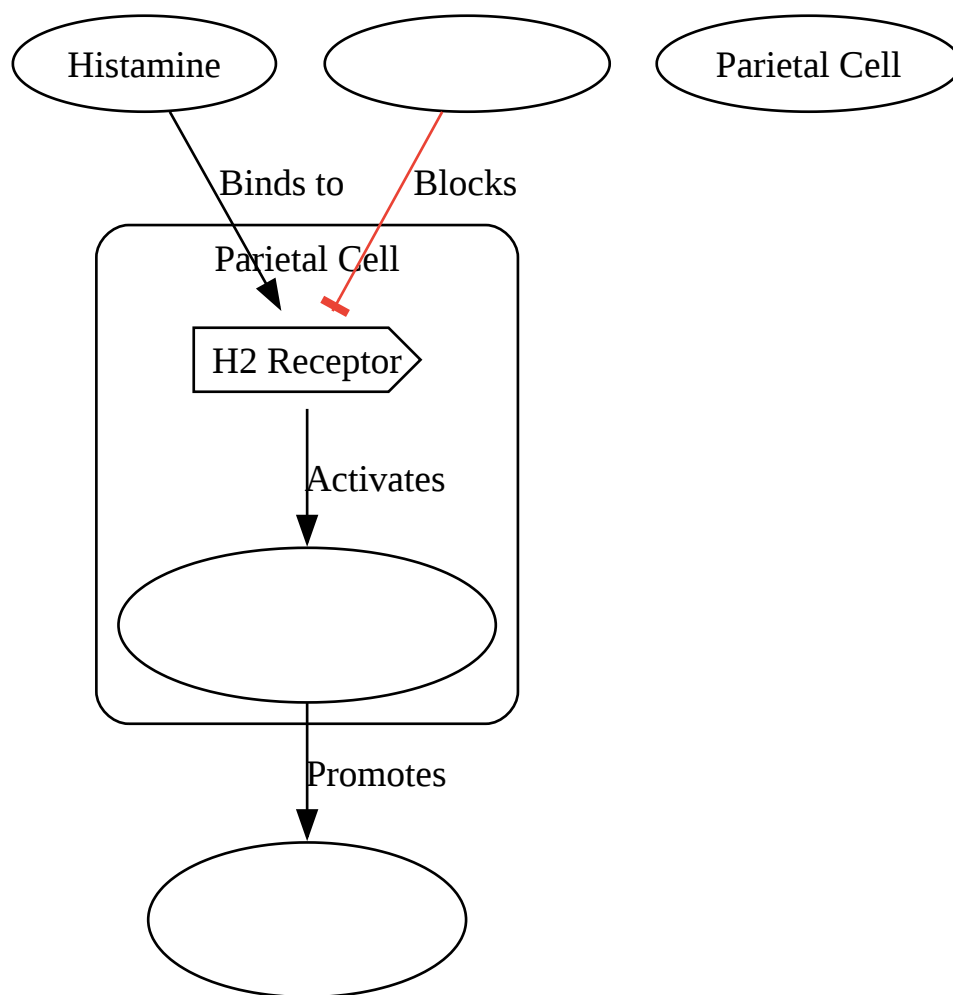 Histamine
Parietal Cell
Binds to
Blocks
Parietal Cell
H2 Receptor
Activates
Promotes